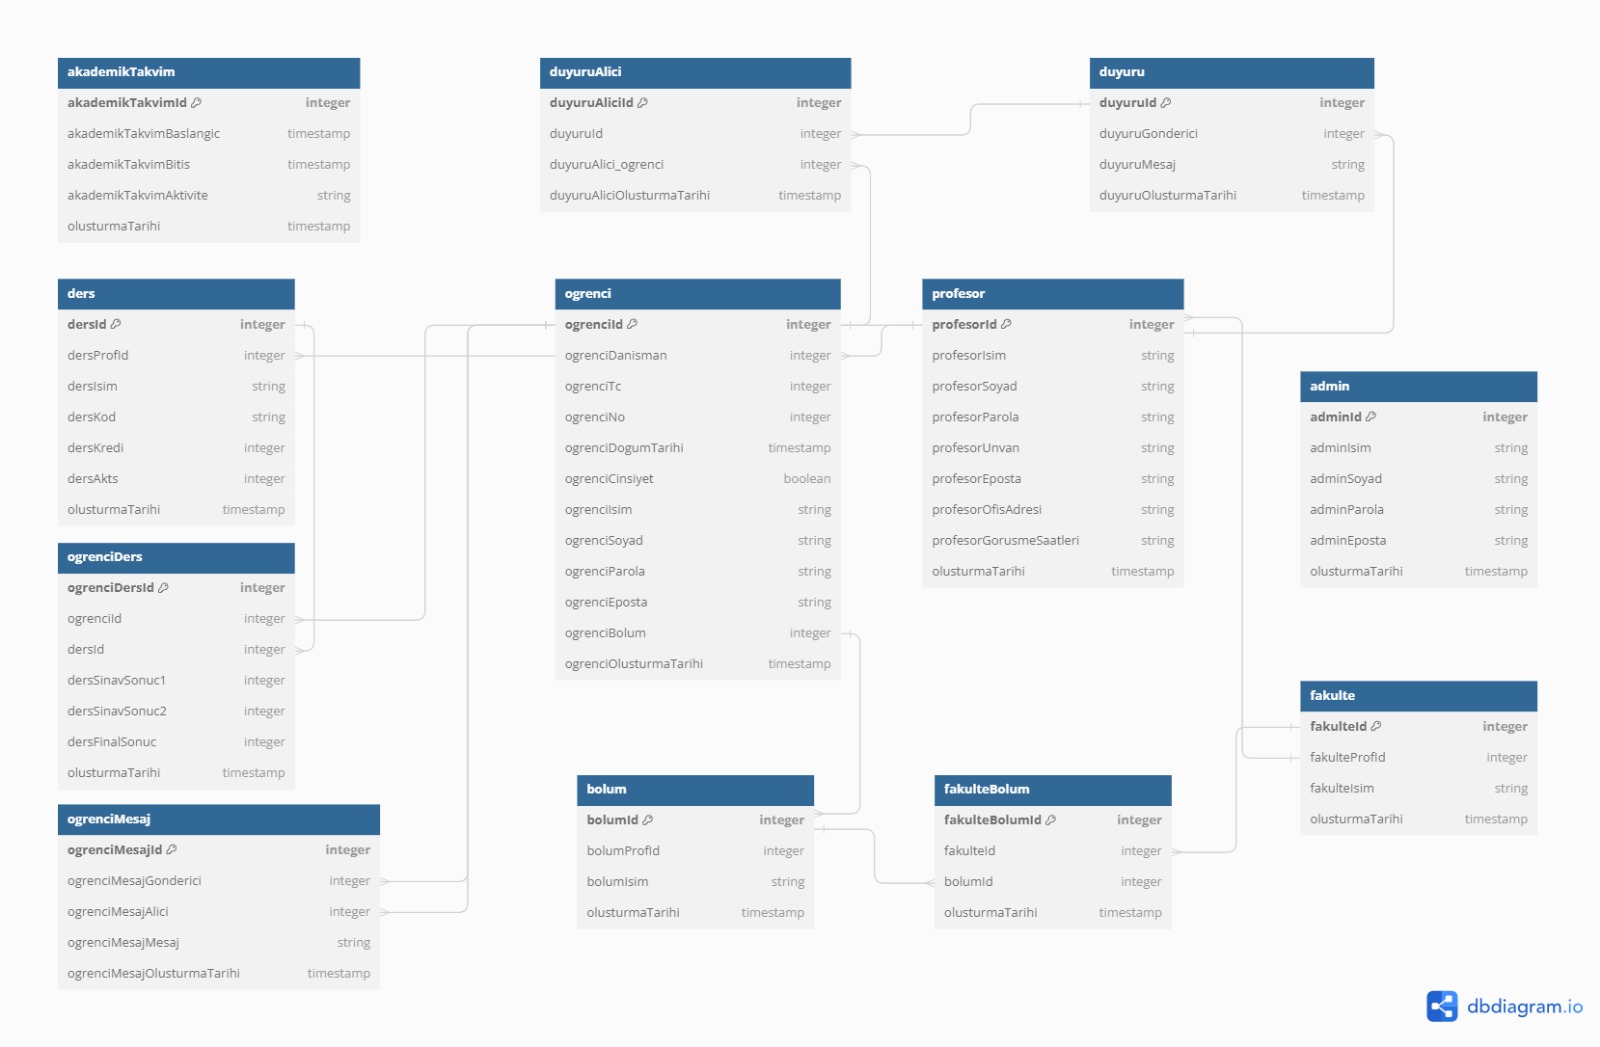 akademikTakvim
akademikTakvimId integer
akademikTakvimBaslangic timestamp
akademikTakvimBitis timestamp
akademikTakvimAktivite string
olusturmaTarihi timestamp
duyuruAlici
duyuruAliciId integer
duyuruId integer
duyuruAlici_ogrenci integer
duyuruAliciOlusturmaTarihi timestamp
duyuru
duyuruId integer
duyuruGonderici integer
duyuruMesaj string
duyuruOlusturmaTarihi timestamp
ders
dersId integer
dersProfId integer
dersIsim string
dersKod string
dersKredi integer
dersAkts integer
olusturmaTarihi timestamp
ogrenci
ogrenciId integer
ogrenciDanisman integer
ogrenciTc integer
ogrenciNo integer
ogrenciDogumTarihi timestamp
ogrenciCinsiyet boolean
ogrenciIsim string
ogrenciSoyad string
ogrenciParola string
ogrenciEposta string
ogrenciBolum integer
ogrenciOlusturmaTarihi timestamp
profesor
profesorId integer
profesorIsim string
profesorSoyad string
profesorParola string
profesorUnvan string
profesorEposta string
profesorOfisAdresi string
profesorGorusmeSaatleri string
olusturmaTarihi timestamp
admin
adminId integer
adminIsim string
adminSoyad string
adminParola string
adminEposta string
olusturmaTarihi timestamp
ogrenciDers
ogrenciDersId integer
ogrenciId integer
dersId integer
dersSinavSonuc1 integer
dersSinavSonuc2 integer
dersFinalSonuc integer
olusturmaTarihi timestamp
fakulte
fakulteId integer
fakulteProfId integer
fakulteIsim string
olusturmaTarihi timestamp
ogrenciMesaj
ogrenciMesajId integer
ogrenciMesajGonderici integer
ogrenciMesajAlici integer
ogrenciMesajMesaj string
ogrenciMesajOlusturmaTarihi timestamp
bolum
bolumId integer
bolumProfId integer
bolumIsim string
olusturmaTarihi timestamp
fakulteBolum
fakulteBolumId integer
fakulteId integer
bolumId integer
olusturmaTarihi timestamp
dbdiagram.io